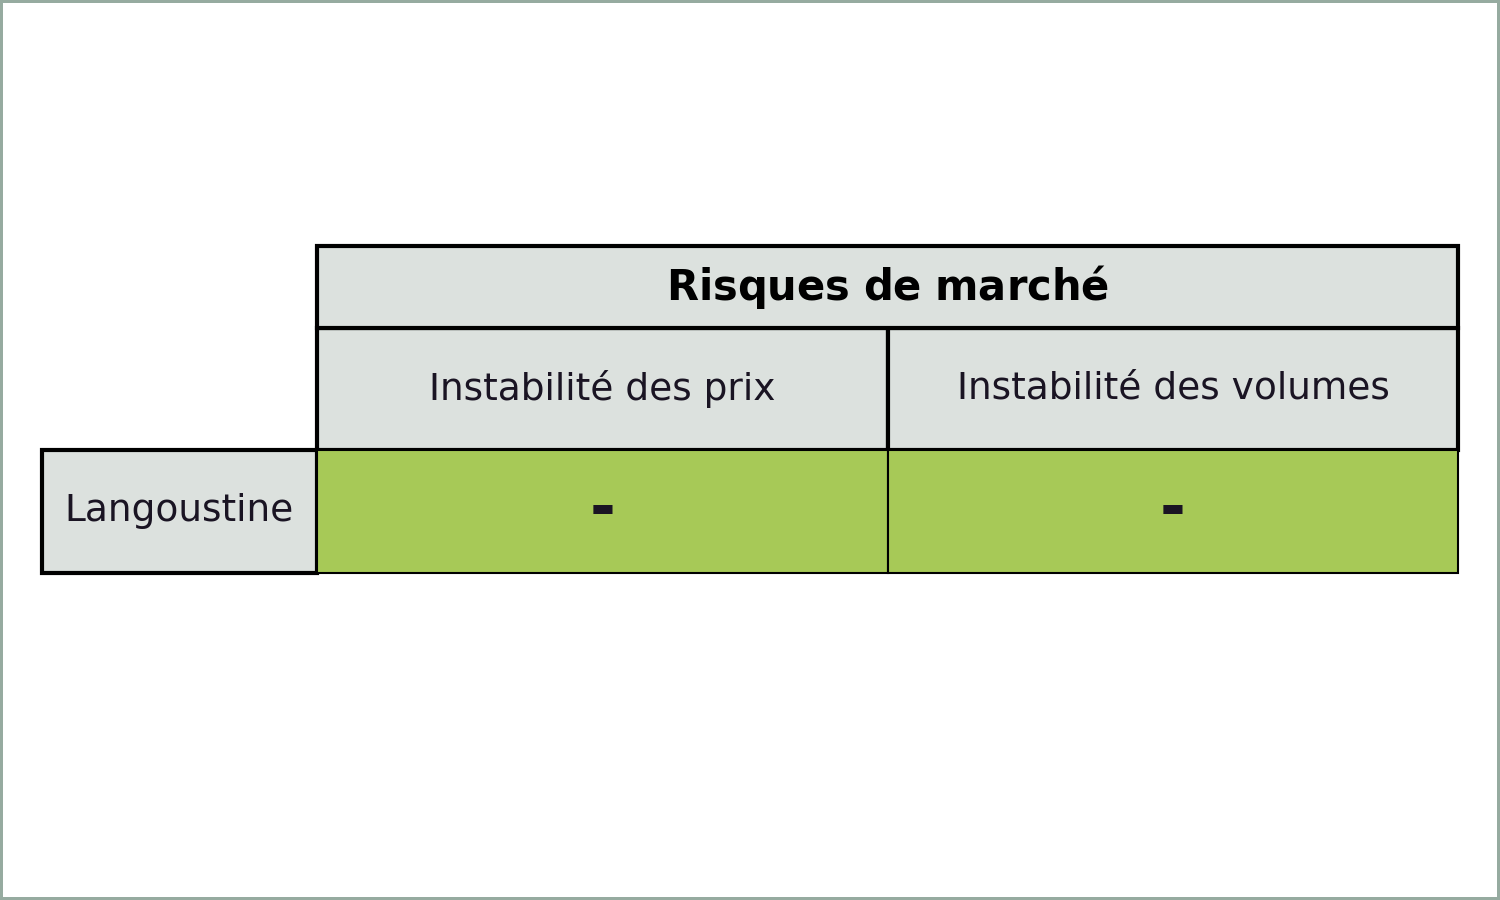 Risques de marché
Instabilité des prix
Instabilité des volumes
Langoustine
-
-